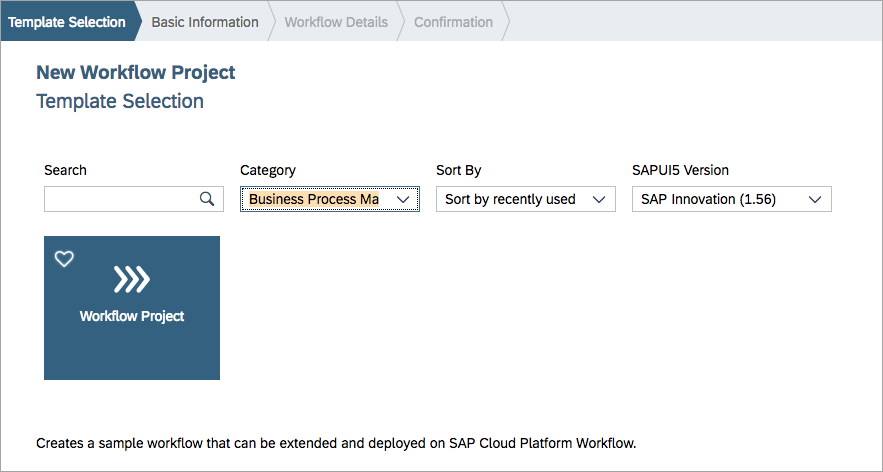 Template Selection
Basic Information
Workflow Details
Confirmation
New Workflow Project
Template Selection
Search
Category
Sort By
SAPUI5 Version
Business Process Ma
Sort by recently used
SAP Innovation (1.56)
Workflow Project
Creates a sample workflow that can be extended and deployed on SAP Cloud Platform Workflow.